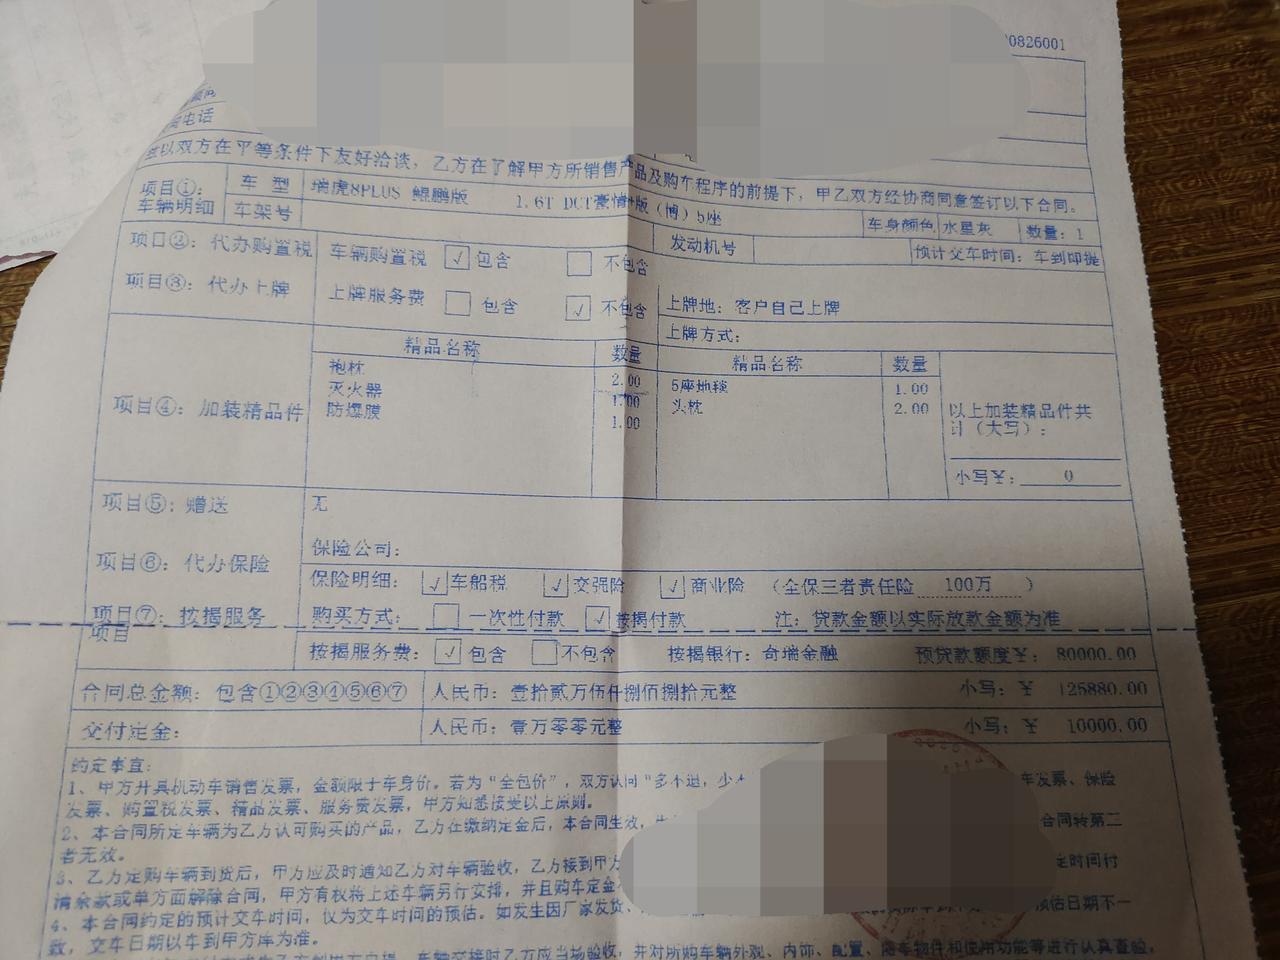 0826001
电话
兹以双方在平等条件下友好洽谈，乙方在了解甲方所销售产品及购车程序的前提下，甲乙双方经协商同意签订以下合同。
项目①：车辆明细 车 型 瑞虎8PLUS 鲲鹏版 1.6T DCT豪情+版（博）5座 车身颜色 水星灰 数量：1
车架号 发动机号 预计交车时间：车到即提
项目②：代办购置税 车辆购置税 √ 包含 不包含
项目③：代办上牌 上牌服务费 包含 √ 不包含 上牌地：客户自己上牌
上牌方式：
项目④：加装精品件 精品名称 数量 精品名称 数量
抱枕 2.00 5座地毯 1.00
灭火器 1.00 头枕 2.00
防爆膜 1.00
以上加装精品件共计（大写）：
小写￥：0
项目⑤：赠送 无
项目⑥：代办保险 保险公司：
保险明细： √ 车船税 √ 交强险 √ 商业险 （全保三者责任险 100万 ）
项目⑦：按揭服务项目 购买方式： 一次性付款 √ 按揭付款 注：贷款金额以实际放款金额为准
按揭服务费： √ 包含 不包含 按揭银行：奇瑞金融 预贷款额度￥：80000.00
合同总金额：包含①②③④⑤⑥⑦ 人民币：壹拾贰万伍仟捌佰捌拾元整 小写：￥ 125880.00
交付定金： 人民币：壹万零零元整 小写：￥ 10000.00
约定事宜：
1、甲方开具机动车销售发票，金额限于车身价。若为“全包价”，双方认同“多不退，少 车发票、保险
发票、购置税发票、精品发票、服务费发票，甲方知悉接受以上原则。
2、本合同所定车辆为乙方认可购买的产品，乙方在缴纳定金后，本合同生效， 合同转第二
者无效。
3、乙方定购车辆到货后，甲方应及时通知乙方对车辆验收，乙方接到甲方 定时间付
清余款或单方面解除合同，甲方有权将上述车辆另行安排，并且购车定金
4、本合同约定的预计交车时间，仅为交车时间的预估。如发生因厂家发货、 预估日期不一
致，交车日期以车到甲方库为准。
车辆交接时乙方应当场验收，并对所购车辆外观、内饰、配置、随车物件和使用功能等进行认真查验，